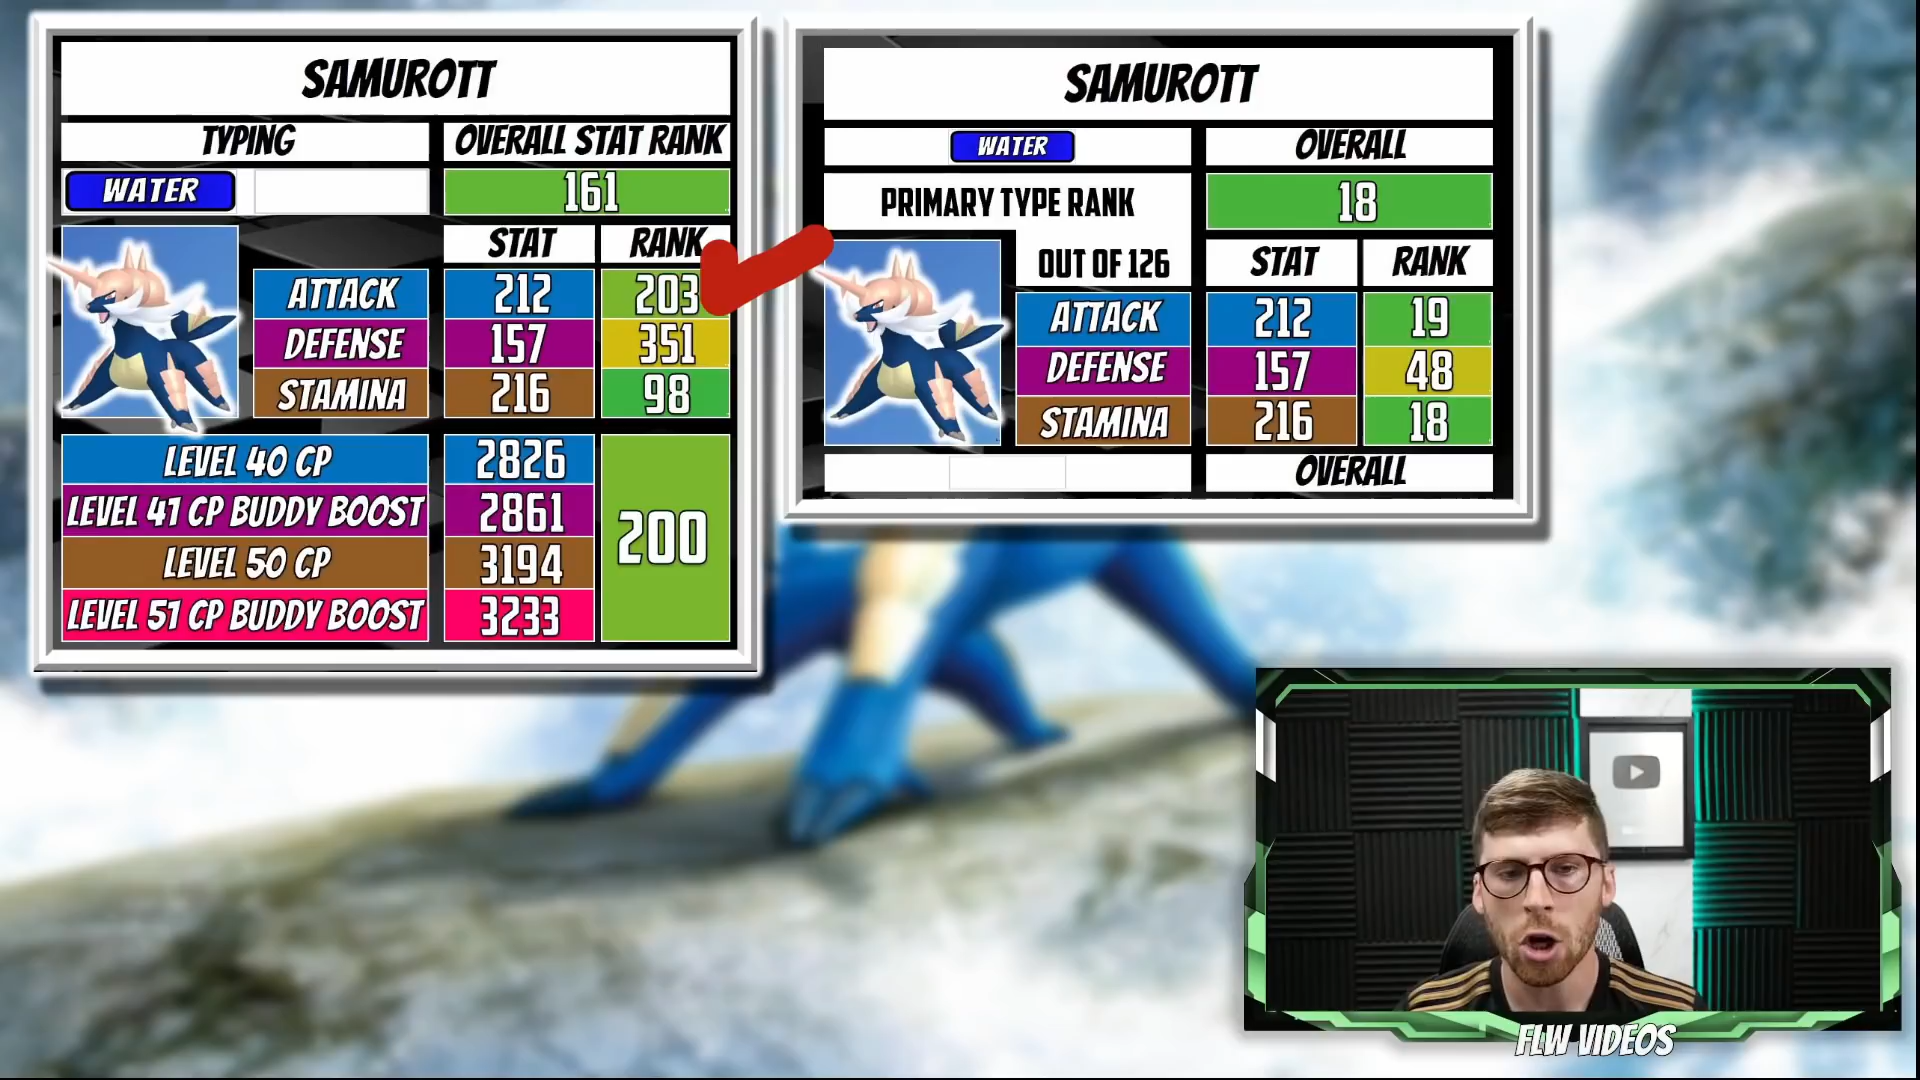 SAMUROTT
TYPING OVERALL STAT RANK
WATER 161
STAT RANK
ATTACK 212 203
DEFENSE 157 351
STAMINA 216 98
LEVEL 40 CP 2826
LEVEL 41 CP BUDDY BOOST 2861
200
LEVEL 50 CP 3194
LEVEL 51 CP BUDDY BOOST 3233
SAMUROTT
WATER OVERALL
PRIMARY TYPE RANK 18
OUT OF 126 STAT RANK
ATTACK 212 19
DEFENSE 157 48
STAMINA 216 18
OVERALL
FLW VIDEOS